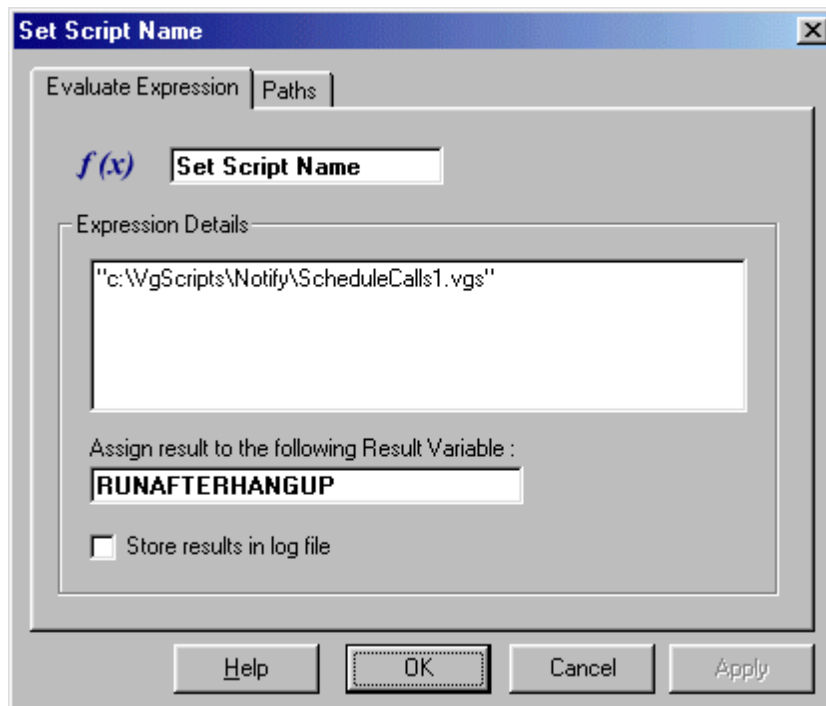 Set Script Name
Evaluate Expression
Paths
f (x)
Set Script Name
Expression Details
"c:\VgScripts\Notify\ScheduleCalls1.vgs"
Assign result to the following Result Variable :
RUNAFTERHANGUP
Store results in log file
Help
OK
Cancel
Apply